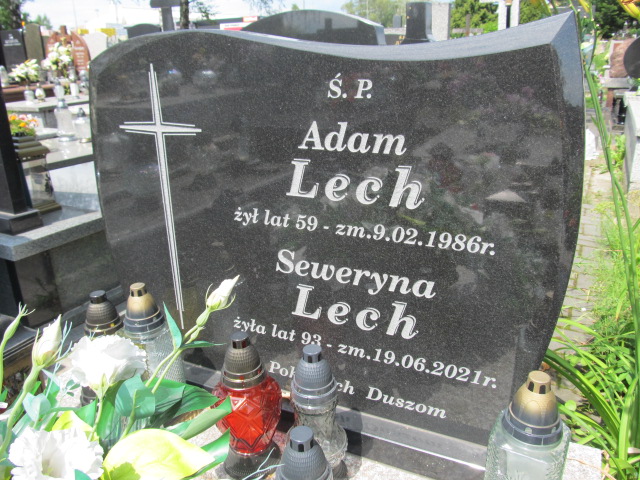 Ś. P.
Adam
Lech
żył lat 59 - zm.9.02.1986r.
Seweryna
Lech
żyła lat 93 - zm.19.06.2021r.
Duszom